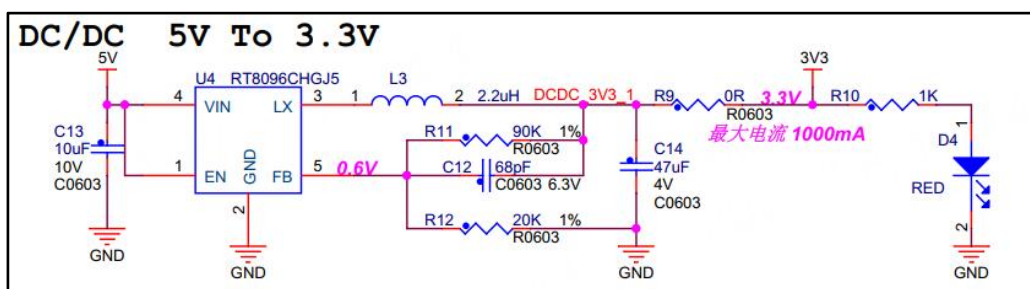 DC/DC 5V To 3.3V
5V
U4 RT8096CHGJ5
4 VIN LX 3
1 EN GND FB 5
2
GND
C13
10uF
10V
C0603
GND
L3
1 2 2.2uH
DCDC_3V3_1
0.6V
R11 90K 1%
R0603
C12 68pF
C0603 6.3V
R12 20K 1%
R0603
C14
47uF
4V
C0603
GND
R9 0R
R0603
3.3V
最大电流 1000mA
3V3
R10 1K
1
D4
RED
2
GND